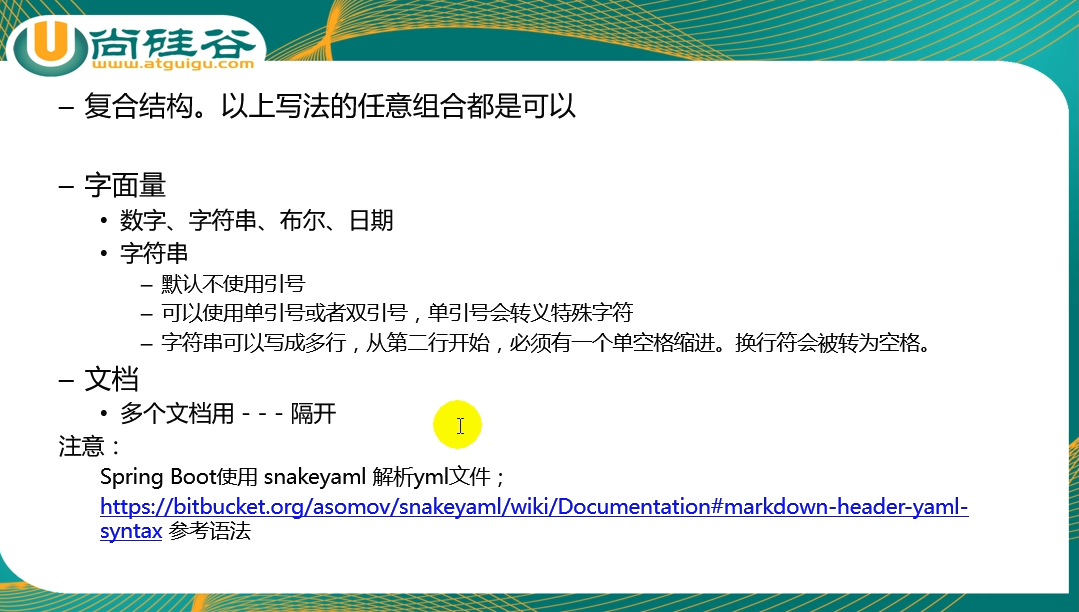 U尚硅谷
www.atguigu.com
– 复合结构。以上写法的任意组合都是可以
– 字面量
• 数字、字符串、布尔、日期
• 字符串
– 默认不使用引号
– 可以使用单引号或者双引号，单引号会转义特殊字符
– 字符串可以写成多行，从第二行开始，必须有一个单空格缩进。换行符会被转为空格。
– 文档
• 多个文档用 - - - 隔开
注意：
Spring Boot使用 snakeyaml 解析yml文件；
https://bitbucket.org/asomov/snakeyaml/wiki/Documentation#markdown-header-yaml-
syntax 参考语法